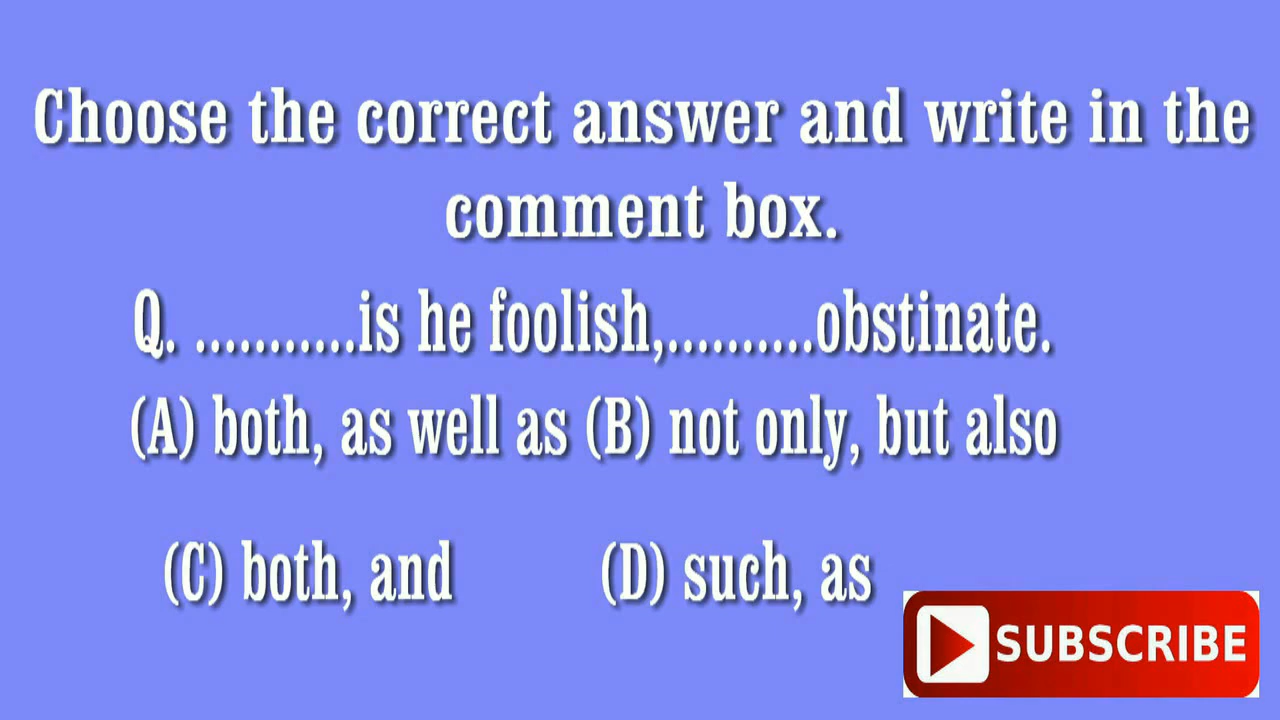 Choose the correct answer and write in the
comment box.
Q. ...........is he foolish,..........obstinate.
(A) both, as well as (B) not only, but also
(C) both, and (D) such, as
SUBSCRIBE